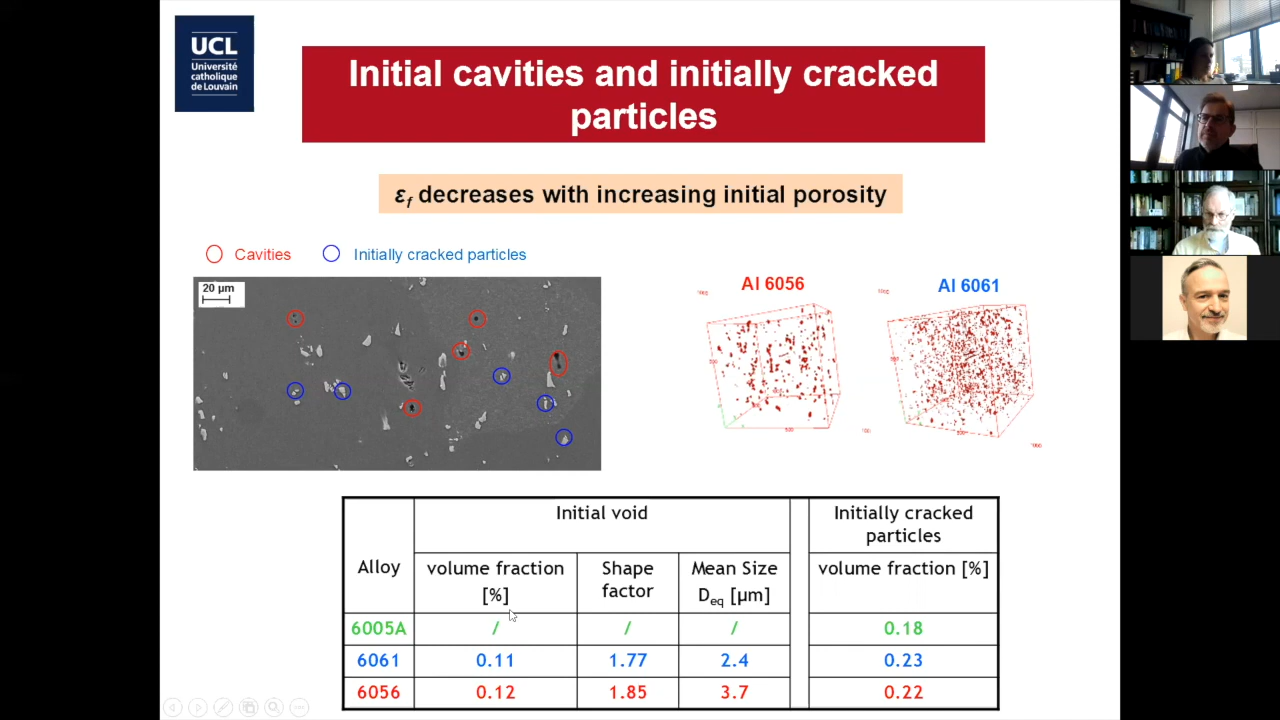 UCL
Université
catholique
de Louvain
Initial cavities and initially cracked
particles
εf decreases with increasing initial porosity
Cavities
Initially cracked particles
20 µm
Al 6056
Al 6061
Initial void
Initially cracked
particles
Alloy
volume fraction
[%]
Shape
factor
Mean Size
Deq [µm]
volume fraction [%]
6005A / / / 0.18
6061 0.11 1.77 2.4 0.23
6056 0.12 1.85 3.7 0.22